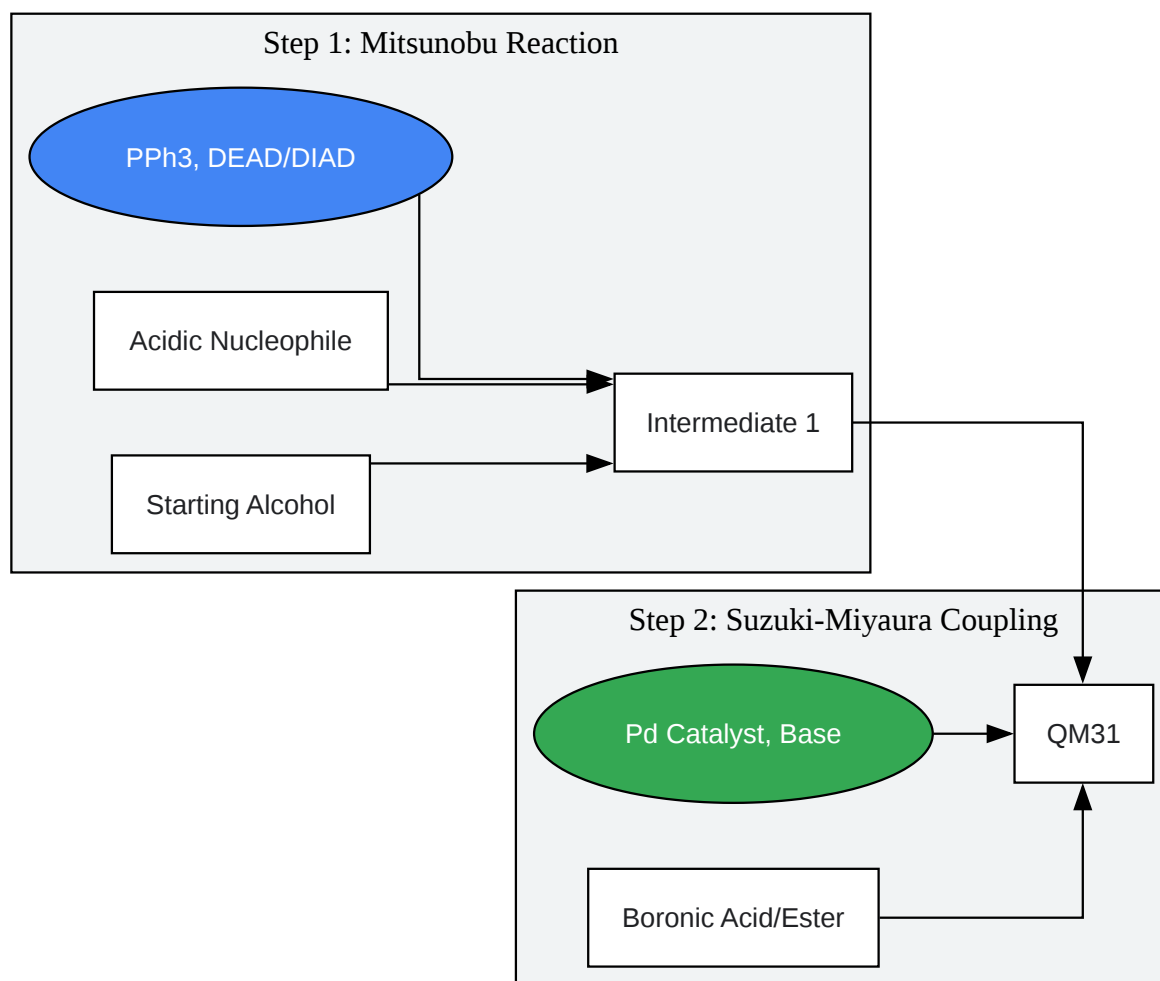 Step 1: Mitsunobu Reaction
PPh3, DEAD/DIAD
Acidic Nucleophile
Intermediate 1
Starting Alcohol
Step 2: Suzuki-Miyaura Coupling
Pd Catalyst, Base
QM31
Boronic Acid/Ester